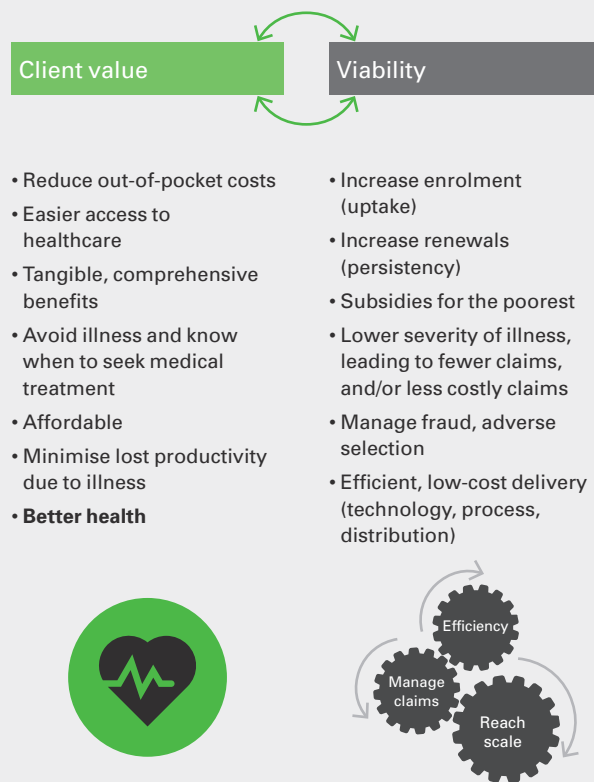 Client value
Viability
• Reduce out-of-pocket costs
• Easier access to
healthcare
• Tangible, comprehensive
benefits
• Avoid illness and know
when to seek medical
treatment
• Affordable
• Minimise lost productivity
due to illness
• Better health
• Increase enrolment
(uptake)
• Increase renewals
(persistency)
• Subsidies for the poorest
• Lower severity of illness,
leading to fewer claims,
and/or less costly claims
• Manage fraud, adverse
selection
• Efficient, low-cost delivery
(technology, process,
distribution)
Efficiency
Manage
claims
Reach
scale